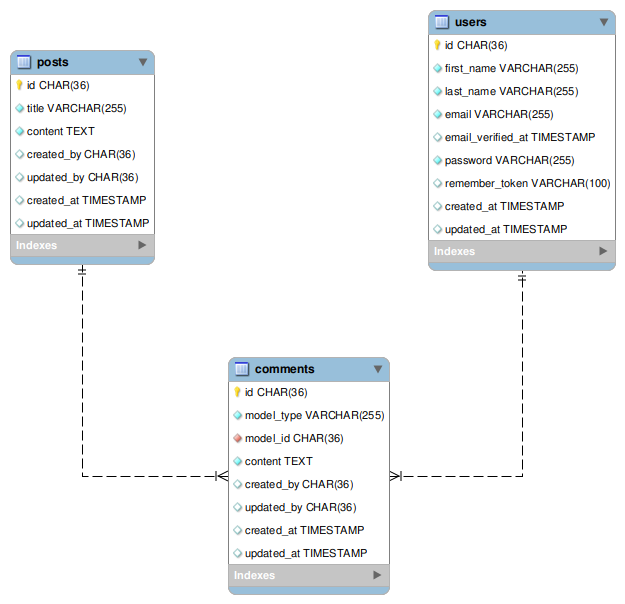 posts
id CHAR(36)
title VARCHAR(255)
content TEXT
created_by CHAR(36)
updated_by CHAR(36)
created_at TIMESTAMP
updated_at TIMESTAMP
Indexes
users
id CHAR(36)
first_name VARCHAR(255)
last_name VARCHAR(255)
email VARCHAR(255)
email_verified_at TIMESTAMP
password VARCHAR(255)
remember_token VARCHAR(100)
created_at TIMESTAMP
updated_at TIMESTAMP
Indexes
comments
id CHAR(36)
model_type VARCHAR(255)
model_id CHAR(36)
content TEXT
created_by CHAR(36)
updated_by CHAR(36)
created_at TIMESTAMP
updated_at TIMESTAMP
Indexes